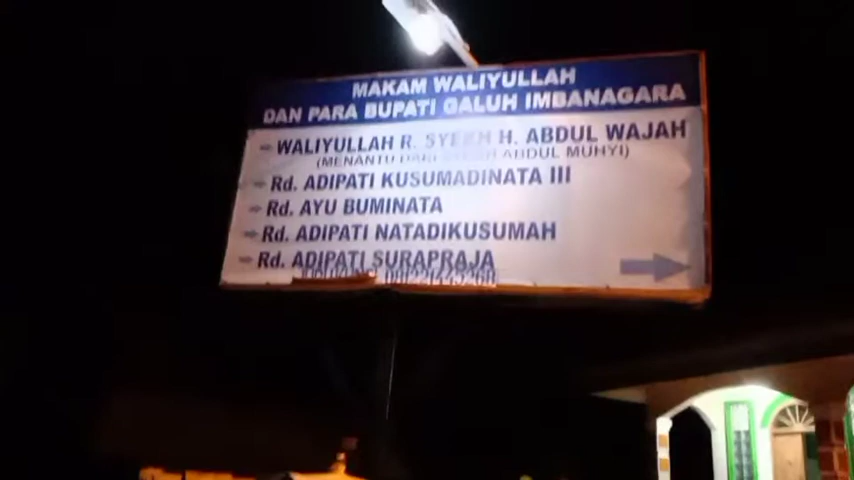 MAKAM WALIYULLAH
DAN PARA BUPATI GALUH IMBANAGARA
WALIYULLAH R. SYEKH H. ABDUL WAJAH
(MENANTU DARI SYEKH ABDUL MUHYI)
Rd. ADIPATI KUSUMADINATA III
Rd. AYU BUMINATA
Rd. ADIPATI NATADIKUSUMAH
Rd. ADIPATI SURAPRAJA